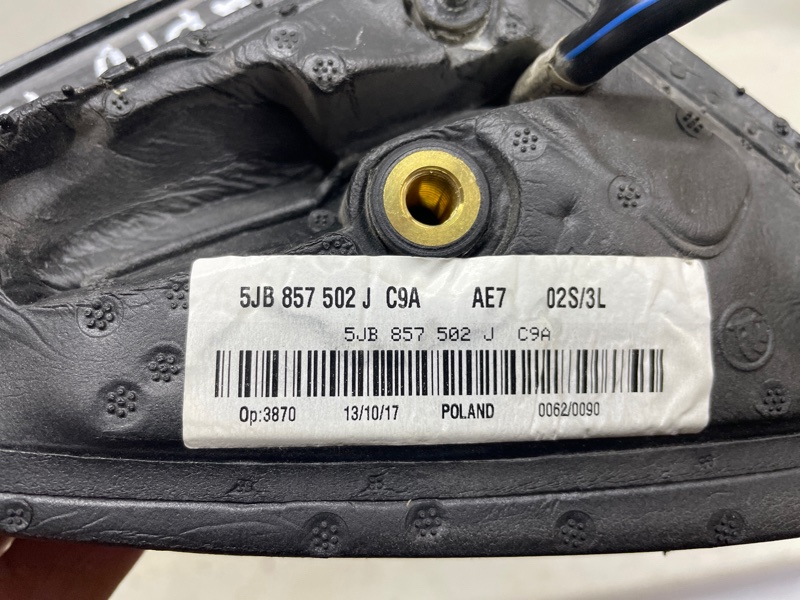 5JB 857 502 J C9A AE7 02S/3L
5JB 857 502 J C9A
Op:3870 13/10/17 POLAND 0062/0090